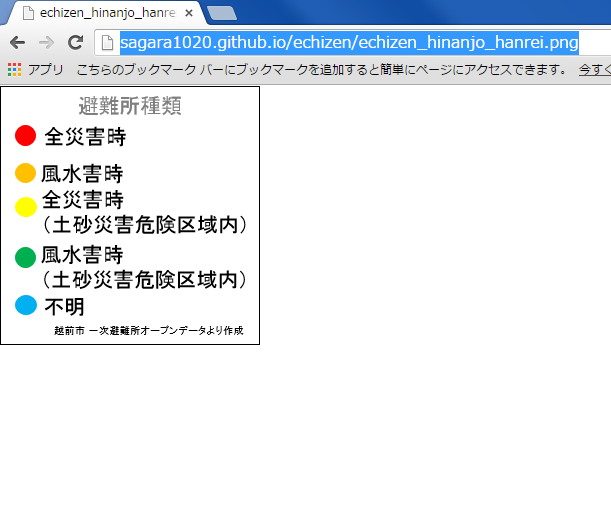 echizen_hinanjo_hanre
sagara1020.github.io/echizen/echizen_hinanjo_hanrei.png
アプリ このブックマーク バーにブックマークを追加すると簡単にページにアクセスできます。 今すぐ
避難所種類
全災害時
風水害時
全災害時
（土砂災害危険区域内）
風水害時
（土砂災害危険区域内）
不明
越前市 一次避難所オープンデータより作成